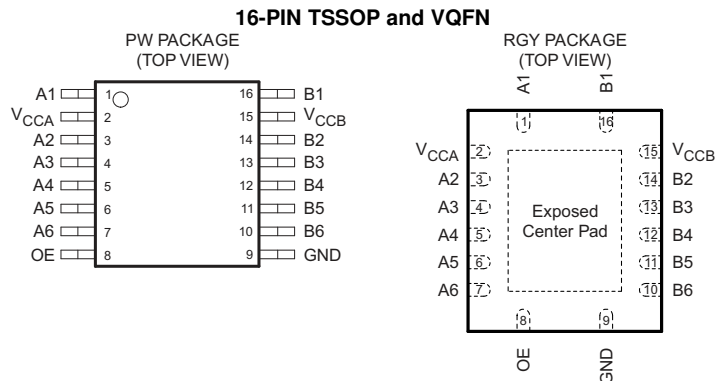 16-PIN TSSOP and VQFN
PW PACKAGE
(TOP VIEW)
A1 1 16 B1
VCCA 2 15 VCCB
A2 3 14 B2
A3 4 13 B3
A4 5 12 B4
A5 6 11 B5
A6 7 10 B6
OE 8 9 GND
RGY PACKAGE
(TOP VIEW)
A1 B1
1 16
VCCA 2 15 VCCB
A2 3 14 B2
A3 4 13 B3
A4 5 12 B4
A5 6 11 B5
A6 7 10 B6
Exposed
Center Pad
8 9
OE GND